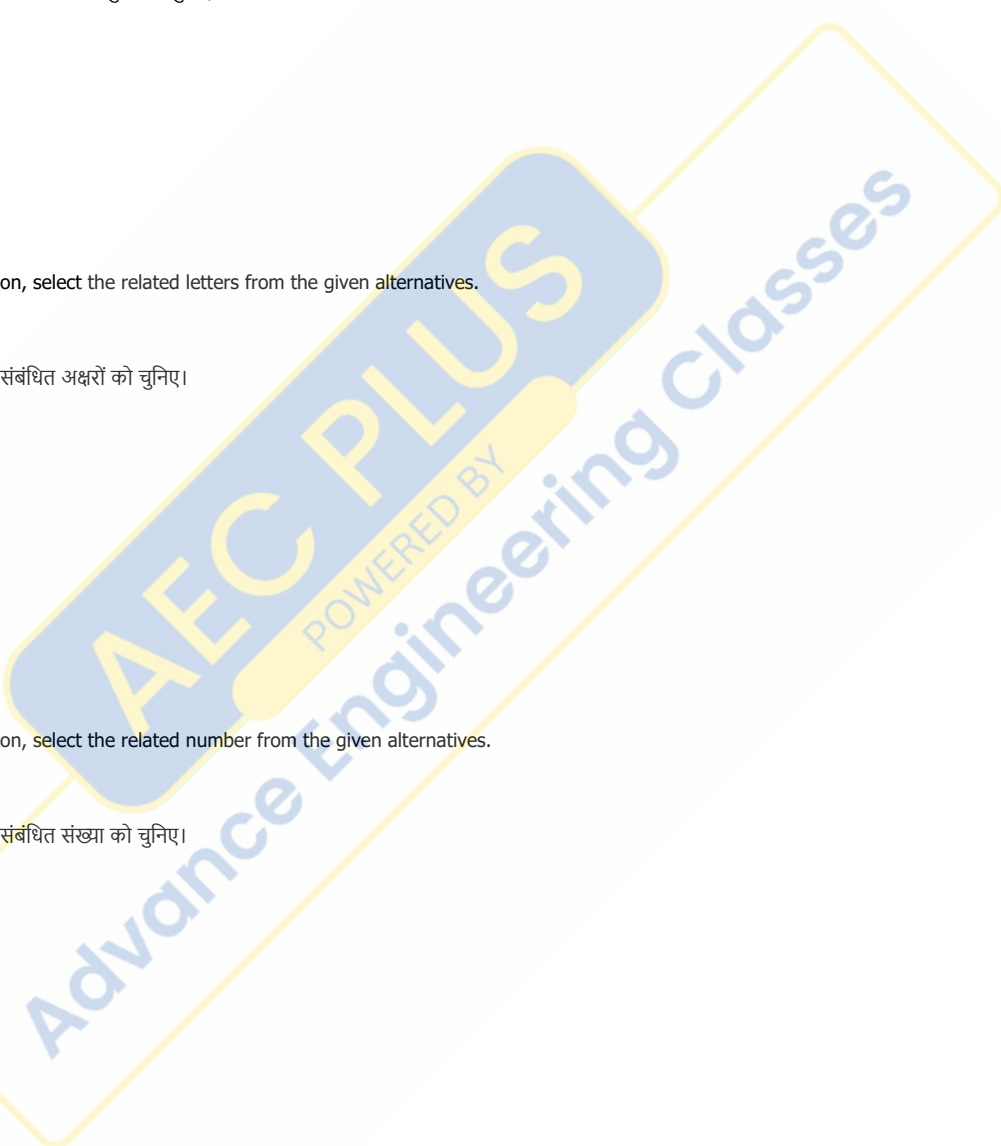 on, select the related letters from the given alternatives.
संबंधित अक्षरों को चुनिए।
AEC PLUS
POWERED BY
Advance Engineering Classes
on, select the related number from the given alternatives.
संबंधित संख्या को चुनिए।